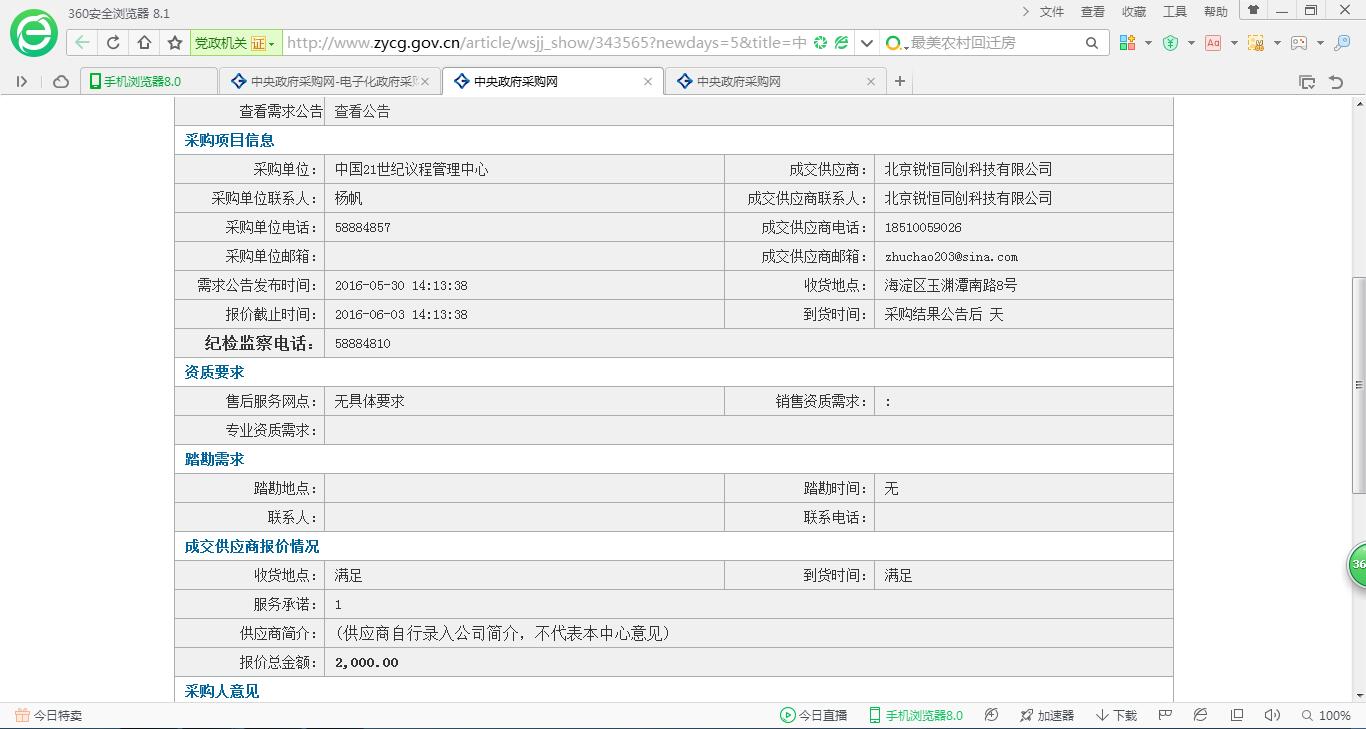 360安全浏览器 8.1
文件 查看 收藏 工具 帮助
党政机关 证 http://www.zycg.gov.cn/article/wsjj_show/343565?newdays=5&title=中 最美农村回迁房
手机浏览器8.0 中央政府采购网-电子化政府采 中央政府采购网 中央政府采购网
查看需求公告 查看公告
采购项目信息
采购单位: 中国21世纪议程管理中心 成交供应商: 北京锐恒同创科技有限公司
采购单位联系人: 杨帆 成交供应商联系人: 北京锐恒同创科技有限公司
采购单位电话: 58884857 成交供应商电话: 18510059026
采购单位邮箱: 成交供应商邮箱: zhuchao203@sina.com
需求公告发布时间: 2016-05-30 14:13:38 收货地点: 海淀区玉渊潭南路8号
报价截止时间: 2016-06-03 14:13:38 到货时间: 采购结果公告后 天
纪检监察电话: 58884810
资质要求
售后服务网点: 无具体要求 销售资质需求: :
专业资质需求:
踏勘需求
踏勘地点: 踏勘时间: 无
联系人: 联系电话:
成交供应商报价情况
收货地点: 满足 到货时间: 满足
服务承诺: 1
供应商简介: (供应商自行录入公司简介，不代表本中心意见)
报价总金额: 2,000.00
采购人意见
36
今日特卖 今日直播 手机浏览器8.0 加速器 下载 100%